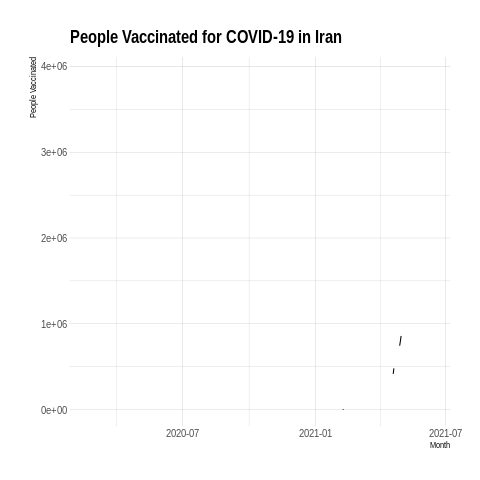 People Vaccinated for COVID-19 in Iran
People Vaccinated
4e+06
3e+06
2e+06
1e+06
0e+00
2020-07
2021-01
2021-07
Month